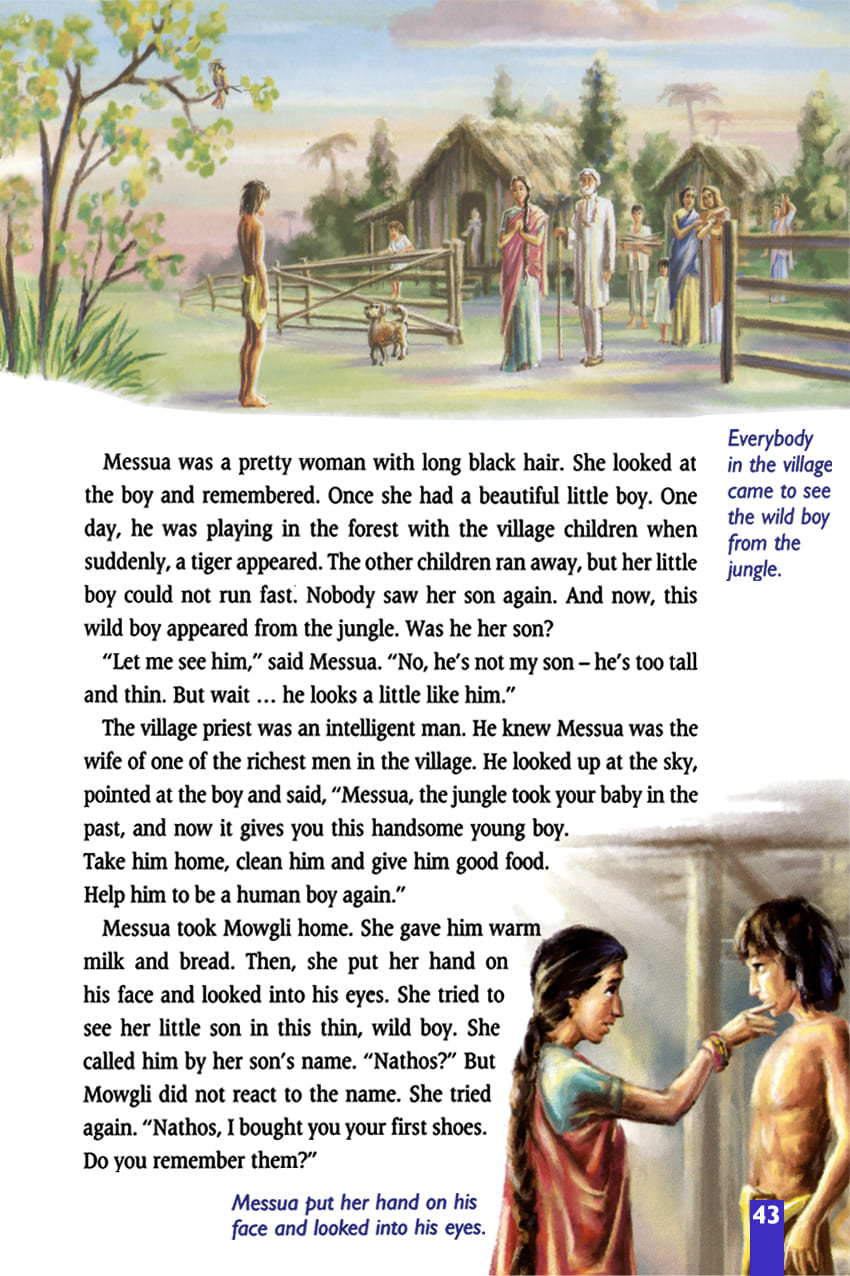 Everybody
in the village
came to see
the wild boy
from the
jungle.
Messua was a pretty woman with long black hair. She looked at
the boy and remembered. Once she had a beautiful little boy. One
day, he was playing in the forest with the village children when
suddenly, a tiger appeared. The other children ran away, but her little
boy could not run fast. Nobody saw her son again. And now, this
wild boy appeared from the jungle. Was he her son?
“Let me see him,” said Messua. “No, he’s not my son – he’s too tall
and thin. But wait … he looks a little like him.”
The village priest was an intelligent man. He knew Messua was the
wife of one of the richest men in the village. He looked up at the sky,
pointed at the boy and said, “Messua, the jungle took your baby in the
past, and now it gives you this handsome young boy.
Take him home, clean him and give him good food.
Help him to be a human boy again.”
Messua took Mowgli home. She gave him warm
milk and bread. Then, she put her hand on
his face and looked into his eyes. She tried to
see her little son in this thin, wild boy. She
called him by her son’s name. “Nathos?” But
Mowgli did not react to the name. She tried
again. “Nathos, I bought you your first shoes.
Do you remember them?”
Messua put her hand on his
face and looked into his eyes.
43